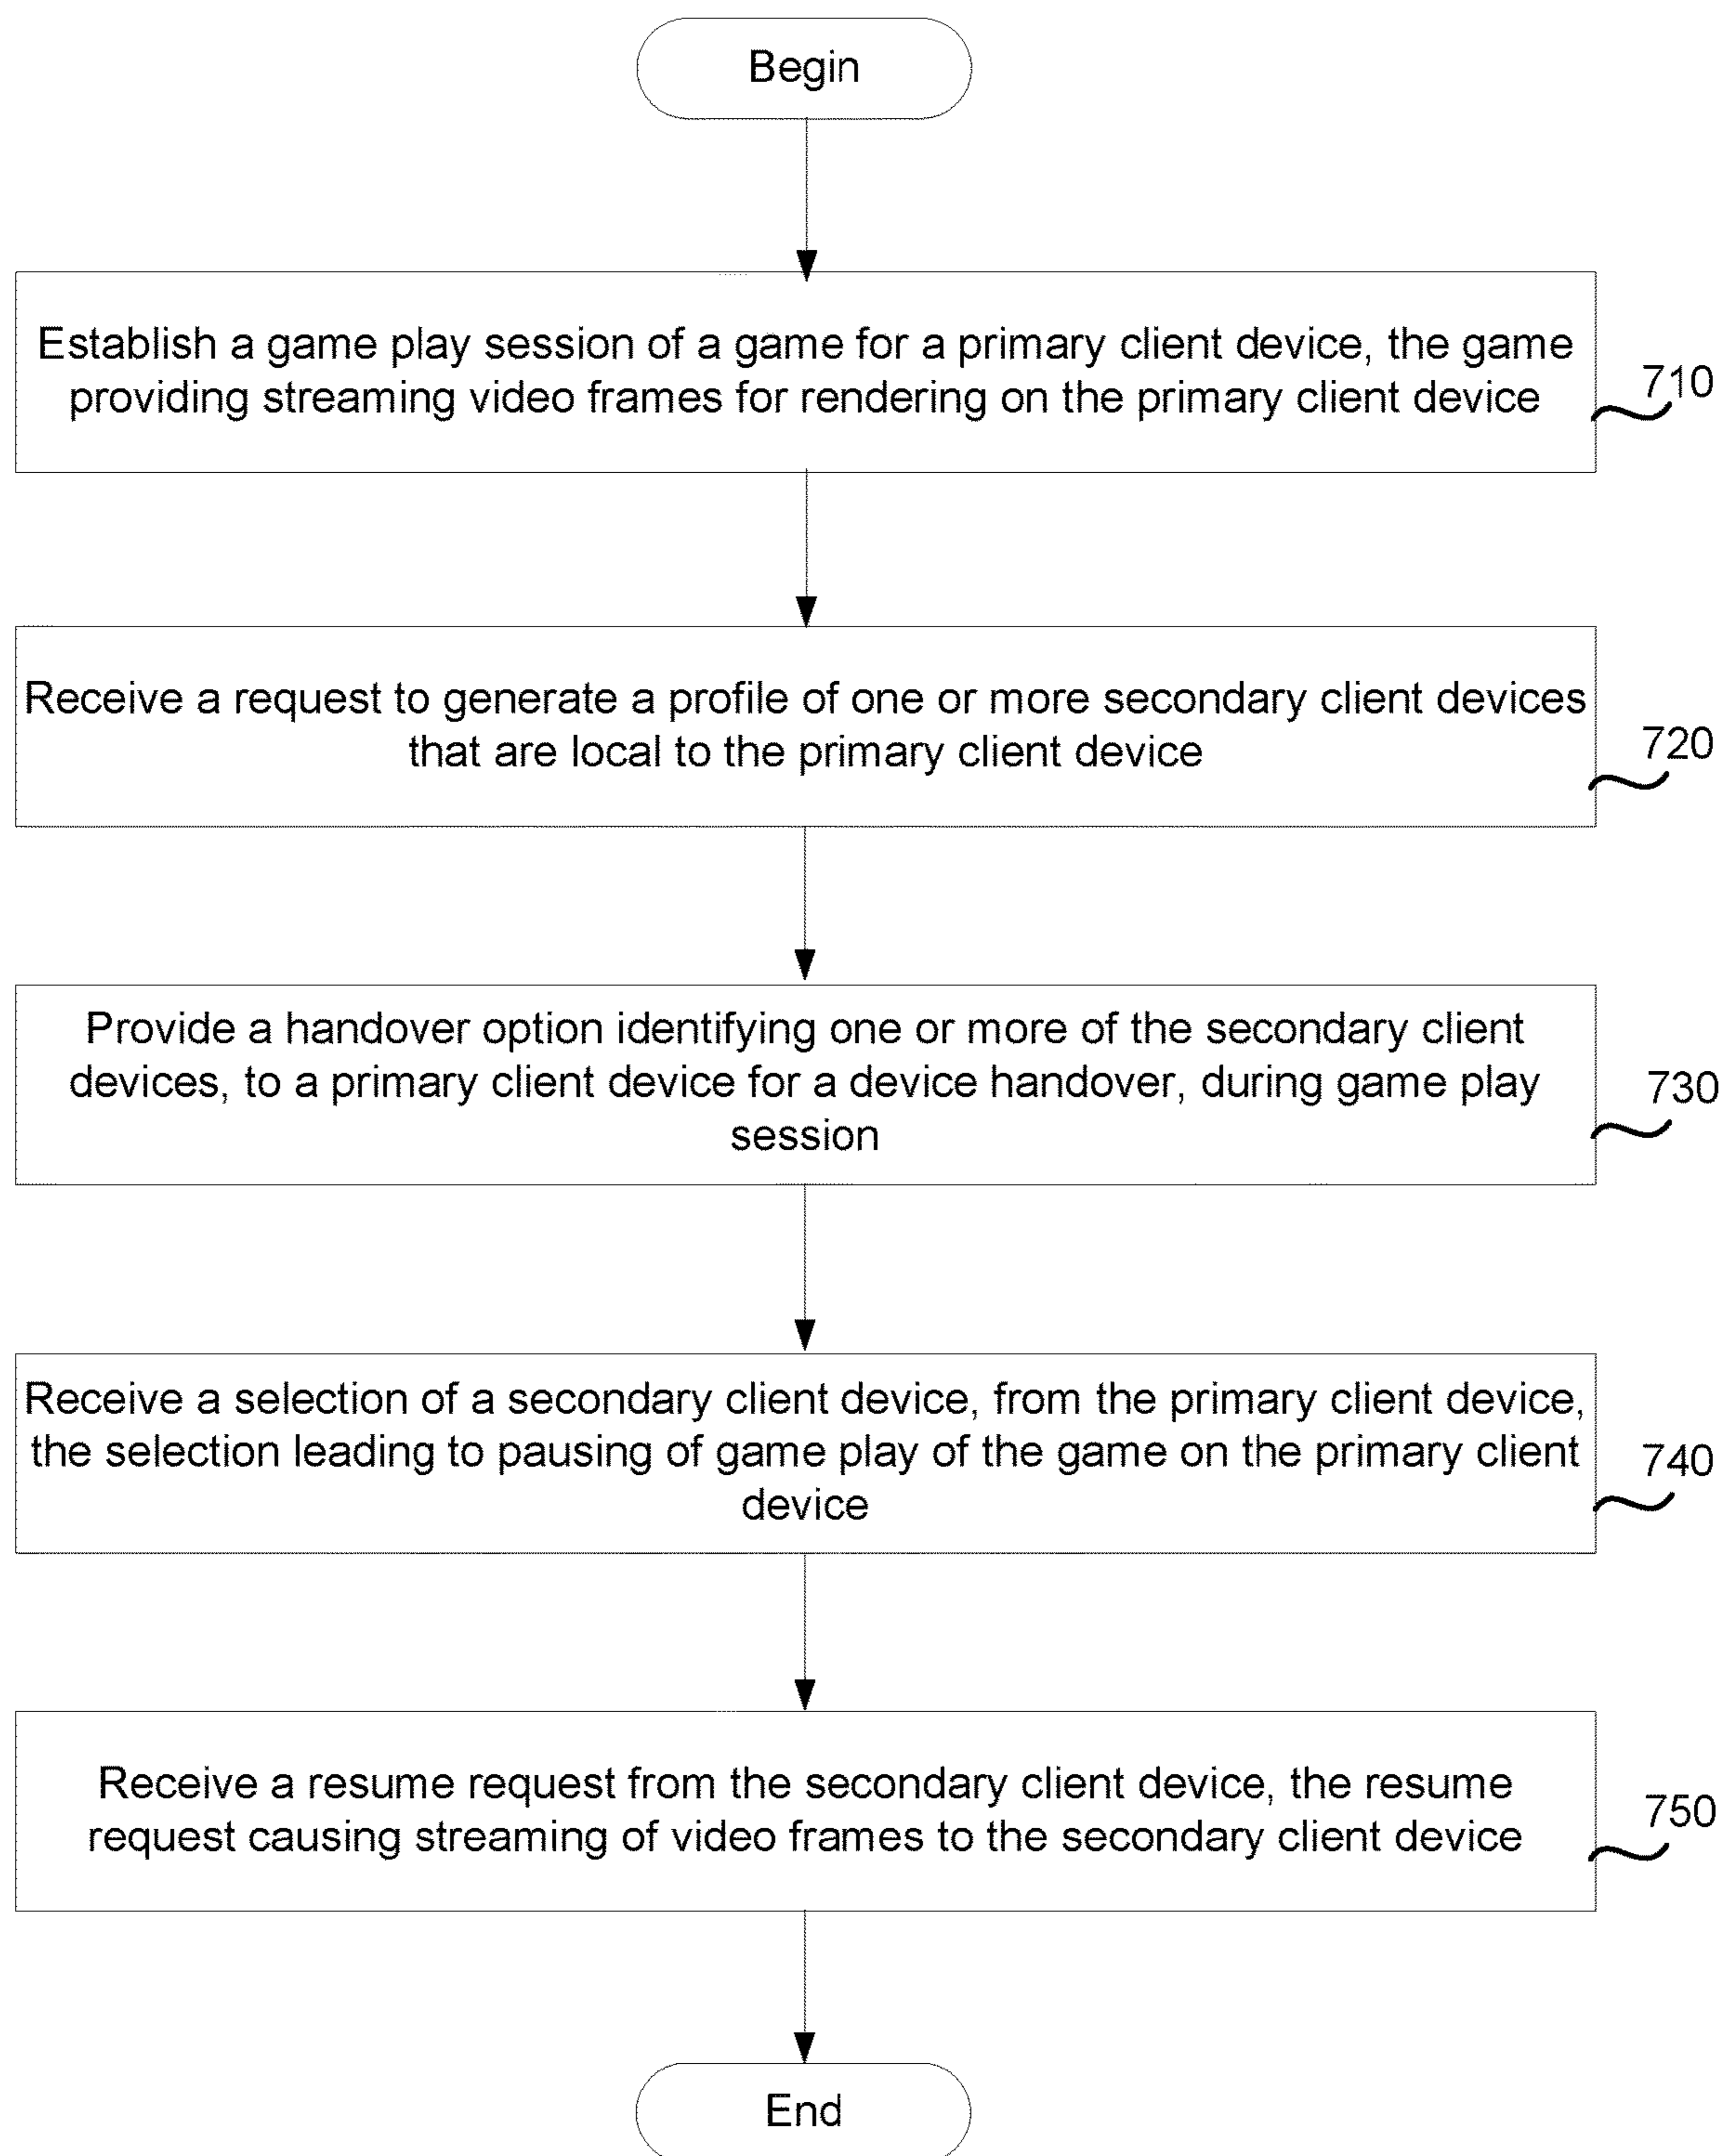 Begin
Establish a game play session of a game for a primary client device, the game
providing streaming video frames for rendering on the primary client device
710
Receive a request to generate a profile of one or more secondary client devices
that are local to the primary client device
720
Provide a handover option identifying one or more of the secondary client
devices, to a primary client device for a device handover, during game play
session
730
Receive a selection of a secondary client device, from the primary client device,
the selection leading to pausing of game play of the game on the primary client
device
740
Receive a resume request from the secondary client device, the resume
request causing streaming of video frames to the secondary client device
750
End